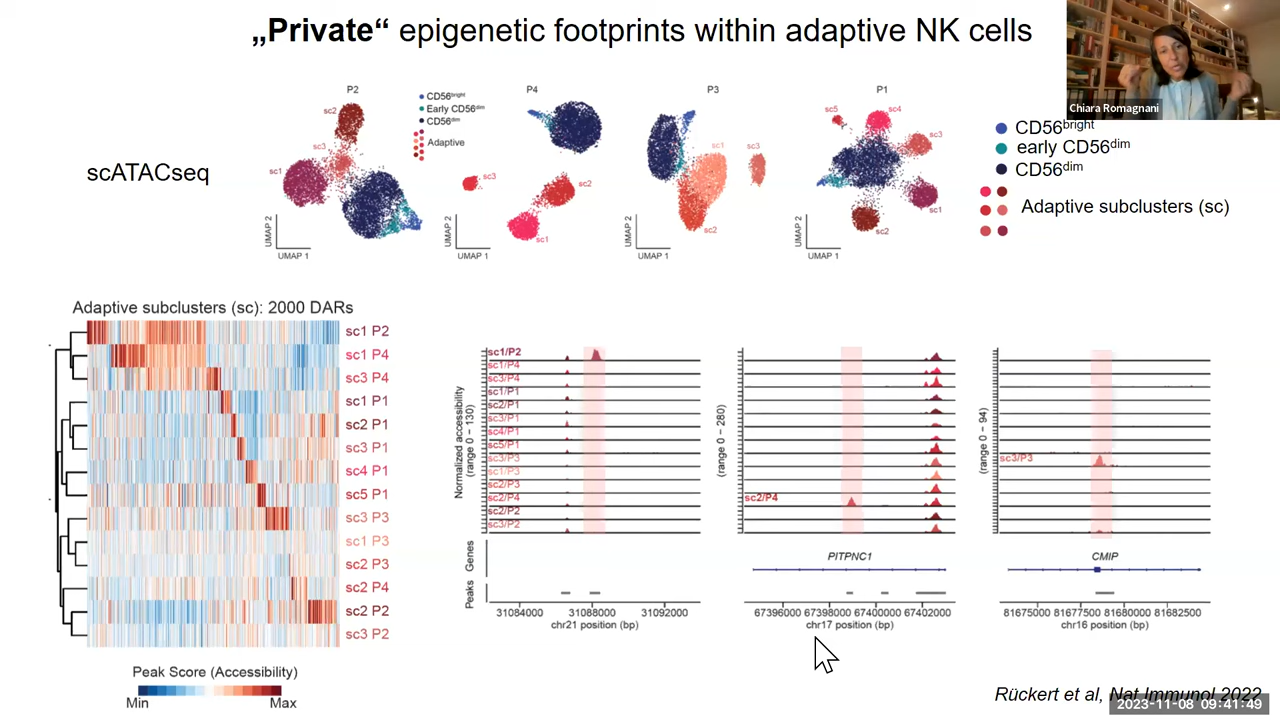 „Private“ epigenetic footprints within adaptive NK cells
Chiara Romagnani
scATACseq
P2
sc2
sc3
sc1
UMAP 2
UMAP 1
CD56bright
Early CD56dim
CD56dim
Adaptive
P4
sc3
sc2
sc1
UMAP 2
UMAP 1
P3
sc1
sc3
sc2
UMAP 2
UMAP 1
P1
sc5
sc4
sc3
sc1
sc2
UMAP 2
UMAP 1
CD56bright
early CD56dim
CD56dim
Adaptive subclusters (sc)
Adaptive subclusters (sc): 2000 DARs
sc1 P2
sc1 P4
sc3 P4
sc1 P1
sc2 P1
sc3 P1
sc4 P1
sc5 P1
sc3 P3
sc1 P3
sc2 P3
sc2 P4
sc2 P2
sc3 P2
Peak Score (Accessibility)
Min Max
Normalized accessibility
(range 0 – 130)
sc1/P2
sc1/P4
sc3/P4
sc1/P1
sc2/P1
sc3/P1
sc4/P1
sc5/P1
sc3/P3
sc1/P3
sc2/P3
sc2/P4
sc2/P2
sc3/P2
Genes
Peaks
31084000 31088000 31092000
chr21 position (bp)
(range 0 – 280)
sc2/P4
PITPNC1
67396000 67398000 67400000 67402000
chr17 position (bp)
(range 0 – 94)
sc3/P3
CMIP
81675000 81677500 81680000 81682500
chr16 position (bp)
Rückert et al, Nat Immunol 2022
2023-11-08 09:41:49